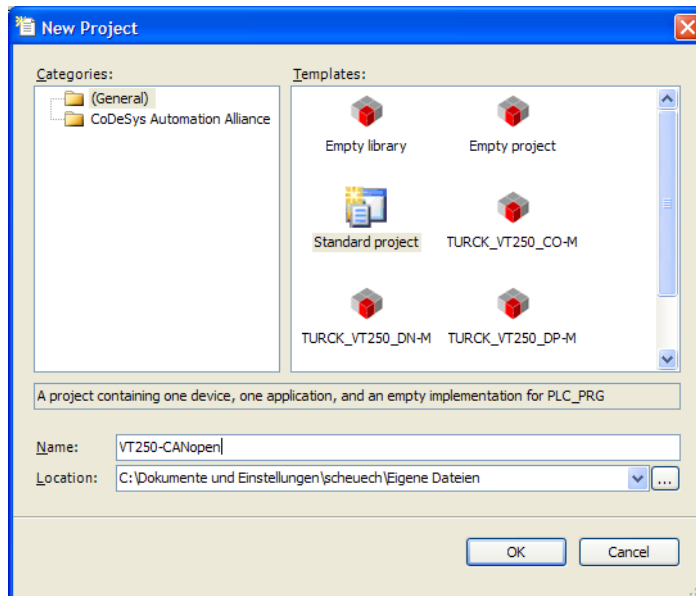 New Project
Categories:
(General)
CoDeSys Automation Alliance
Templates:
Empty library
Empty project
Standard project
TURCK_VT250_CO-M
TURCK_VT250_DN-M
TURCK_VT250_DP-M
A project containing one device, one application, and an empty implementation for PLC_PRG
Name:
VT250-CANopen
Location:
C:\Dokumente und Einstellungen\scheuech\Eigene Dateien
...
OK
Cancel